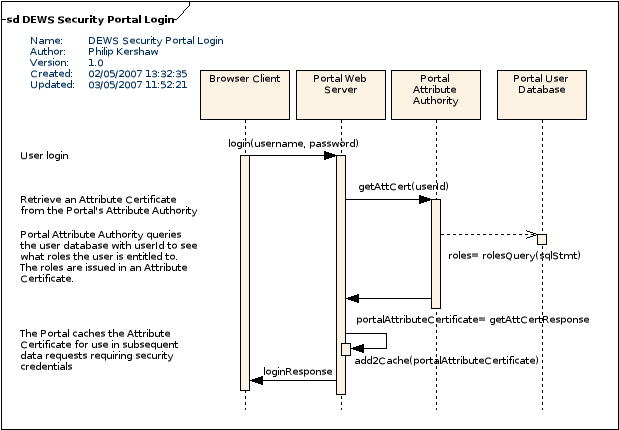 sd DEWS Security Portal Login
Name: DEWS Security Portal Login
Author: Philip Kershaw
Version: 1.0
Created: 02/05/2007 13:32:35
Updated: 03/05/2007 11:52:21
Browser Client
Portal Web
Server
Portal
Attribute
Authority
Portal User
Database
login(username, password)
User login
getAttCert(userId)
Retrieve an Attribute Certificate
from the Portal's Attribute Authority
Portal Attribute Authority queries
the user database with userId to see
what roles the user is entitled to.
The roles are issued in an Attribute
Certificate.
roles= rolesQuery(sqlStmt)
portalAttributeCertificate= getAttCertResponse
The Portal caches the Attribute
Certificate for use in subsequent
data requests requiring security
credentials
add2Cache(portalAttributeCertificate)
loginResponse